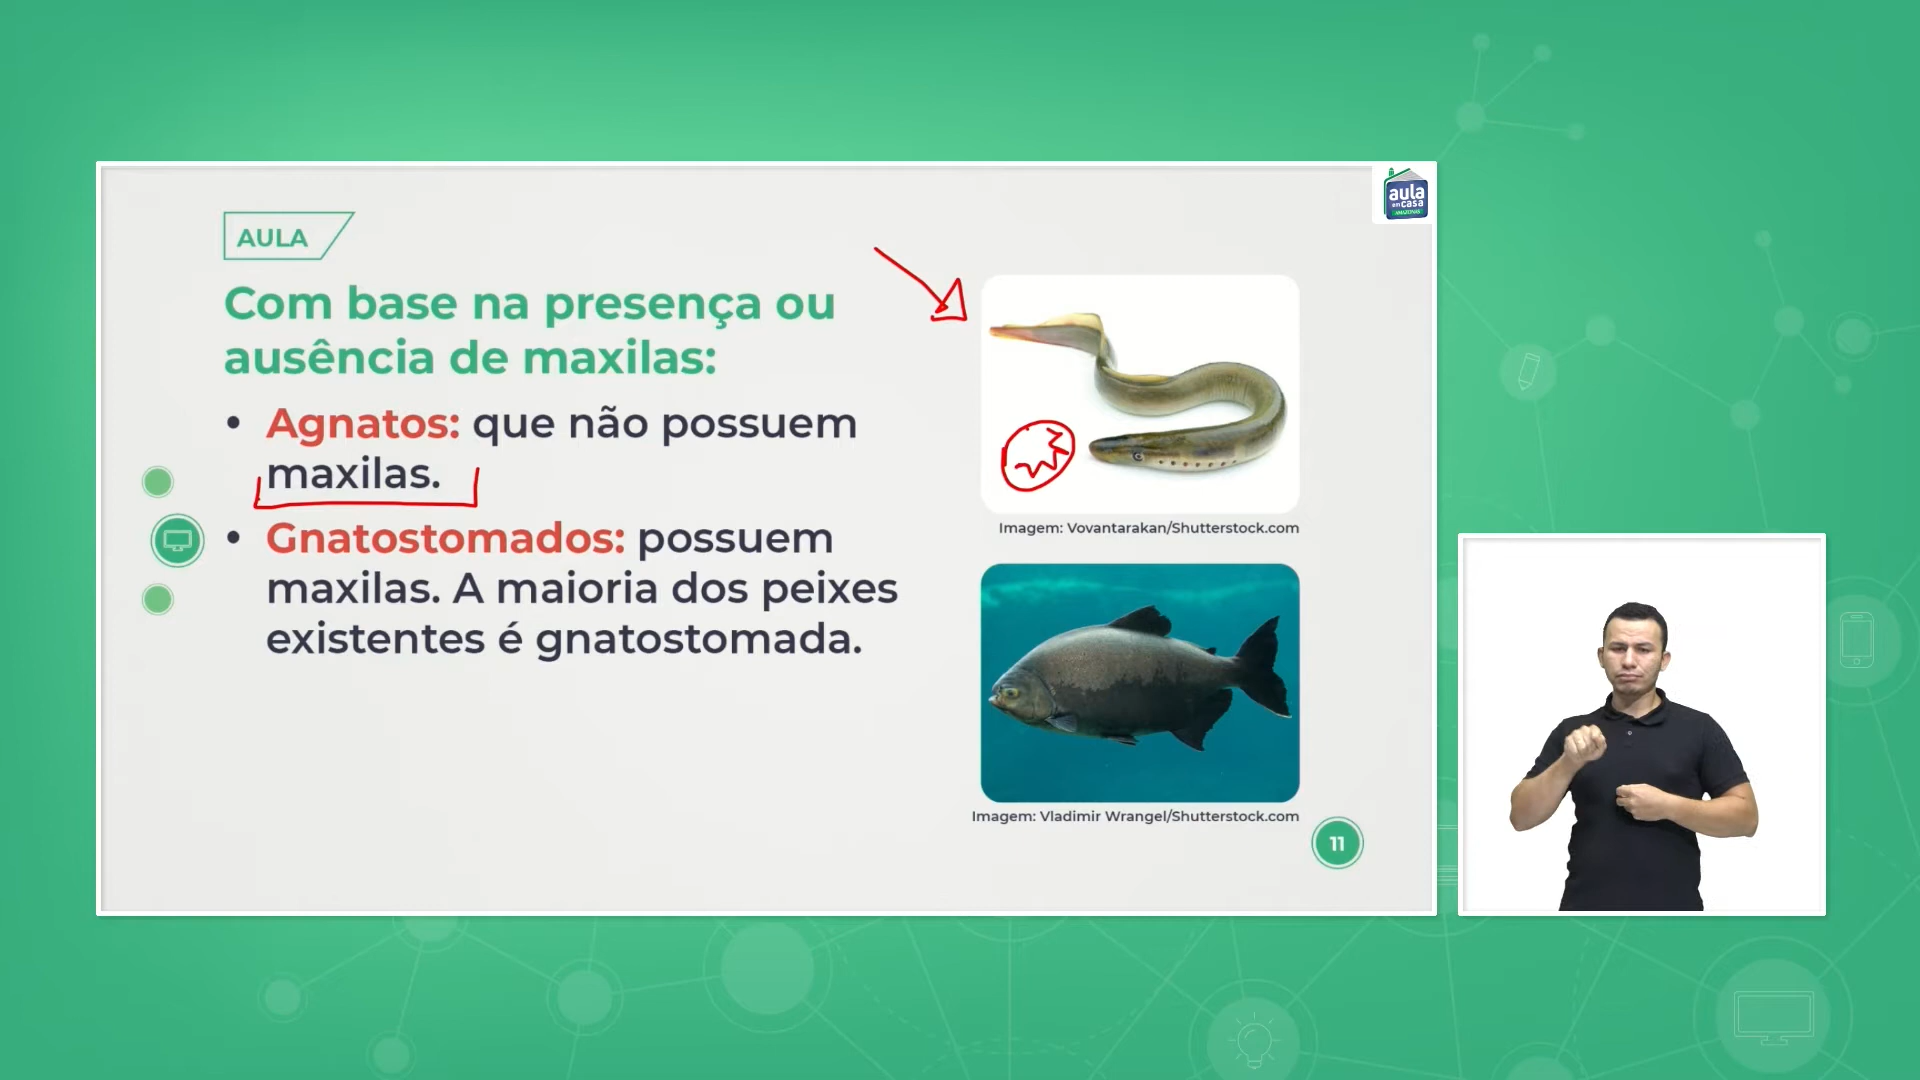 aula
em casa
AMAZONAS
AULA
Com base na presença ou
ausência de maxilas:
• Agnatos: que não possuem
maxilas.
• Gnatostomados: possuem
maxilas. A maioria dos peixes
existentes é gnatostomada.
Imagem: Vovantarakan/Shutterstock.com
Imagem: Vladimir Wrangel/Shutterstock.com
11